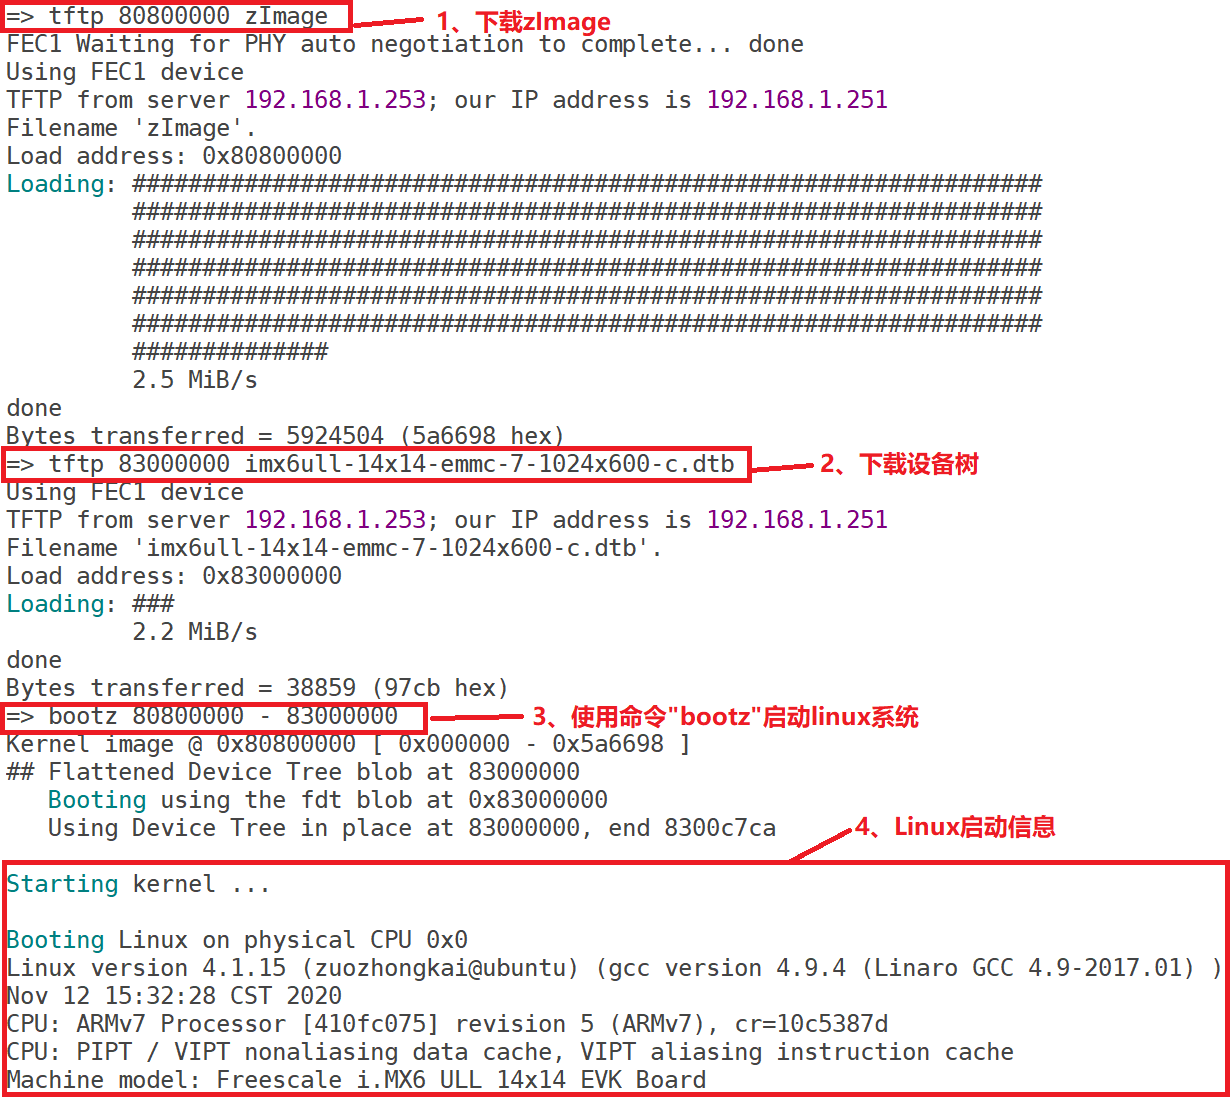 => tftp 80800000 zImage
1、下载zImage
FEC1 Waiting for PHY auto negotiation to complete... done
Using FEC1 device
TFTP from server 192.168.1.253; our IP address is 192.168.1.251
Filename 'zImage'.
Load address: 0x80800000
Loading: #################################################################
#################################################################
#################################################################
#################################################################
#################################################################
#################################################################
##############
2.5 MiB/s
done
Bytes transferred = 5924504 (5a6698 hex)
=> tftp 83000000 imx6ull-14x14-emmc-7-1024x600-c.dtb
2、下载设备树
Using FEC1 device
TFTP from server 192.168.1.253; our IP address is 192.168.1.251
Filename 'imx6ull-14x14-emmc-7-1024x600-c.dtb'.
Load address: 0x83000000
Loading: ###
2.2 MiB/s
done
Bytes transferred = 38859 (97cb hex)
=> bootz 80800000 - 83000000
3、使用命令"bootz"启动linux系统
Kernel image @ 0x80800000 [ 0x000000 - 0x5a6698 ]
## Flattened Device Tree blob at 83000000
Booting using the fdt blob at 0x83000000
Using Device Tree in place at 83000000, end 8300c7ca
4、Linux启动信息
Starting kernel ...
Booting Linux on physical CPU 0x0
Linux version 4.1.15 (zuozhongkai@ubuntu) (gcc version 4.9.4 (Linaro GCC 4.9-2017.01) )
Nov 12 15:32:28 CST 2020
CPU: ARMv7 Processor [410fc075] revision 5 (ARMv7), cr=10c5387d
CPU: PIPT / VIPT nonaliasing data cache, VIPT aliasing instruction cache
Machine model: Freescale i.MX6 ULL 14x14 EVK Board